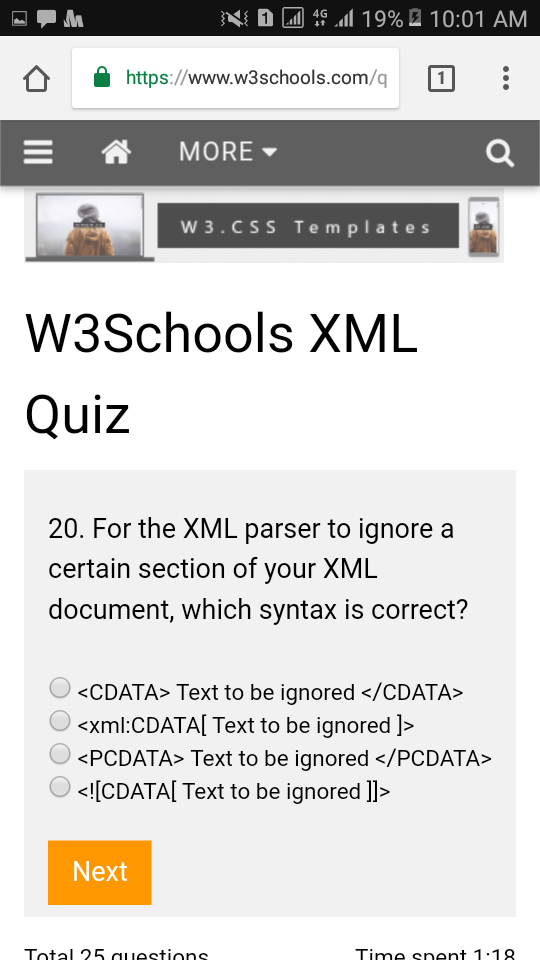 1 4G 19% 10:01 AM
https://www.w3schools.com/q 1
MORE
W3.CSS Templates
W3Schools XML
Quiz
20. For the XML parser to ignore a
certain section of your XML
document, which syntax is correct?
<CDATA> Text to be ignored </CDATA>
<xml:CDATA[ Text to be ignored ]>
<PCDATA> Text to be ignored </PCDATA>
<![CDATA[ Text to be ignored ]]>
Next
Total 25 questions Time spent 1:18